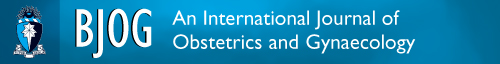 BJOG An International Journal of
Obstetrics and Gynaecology